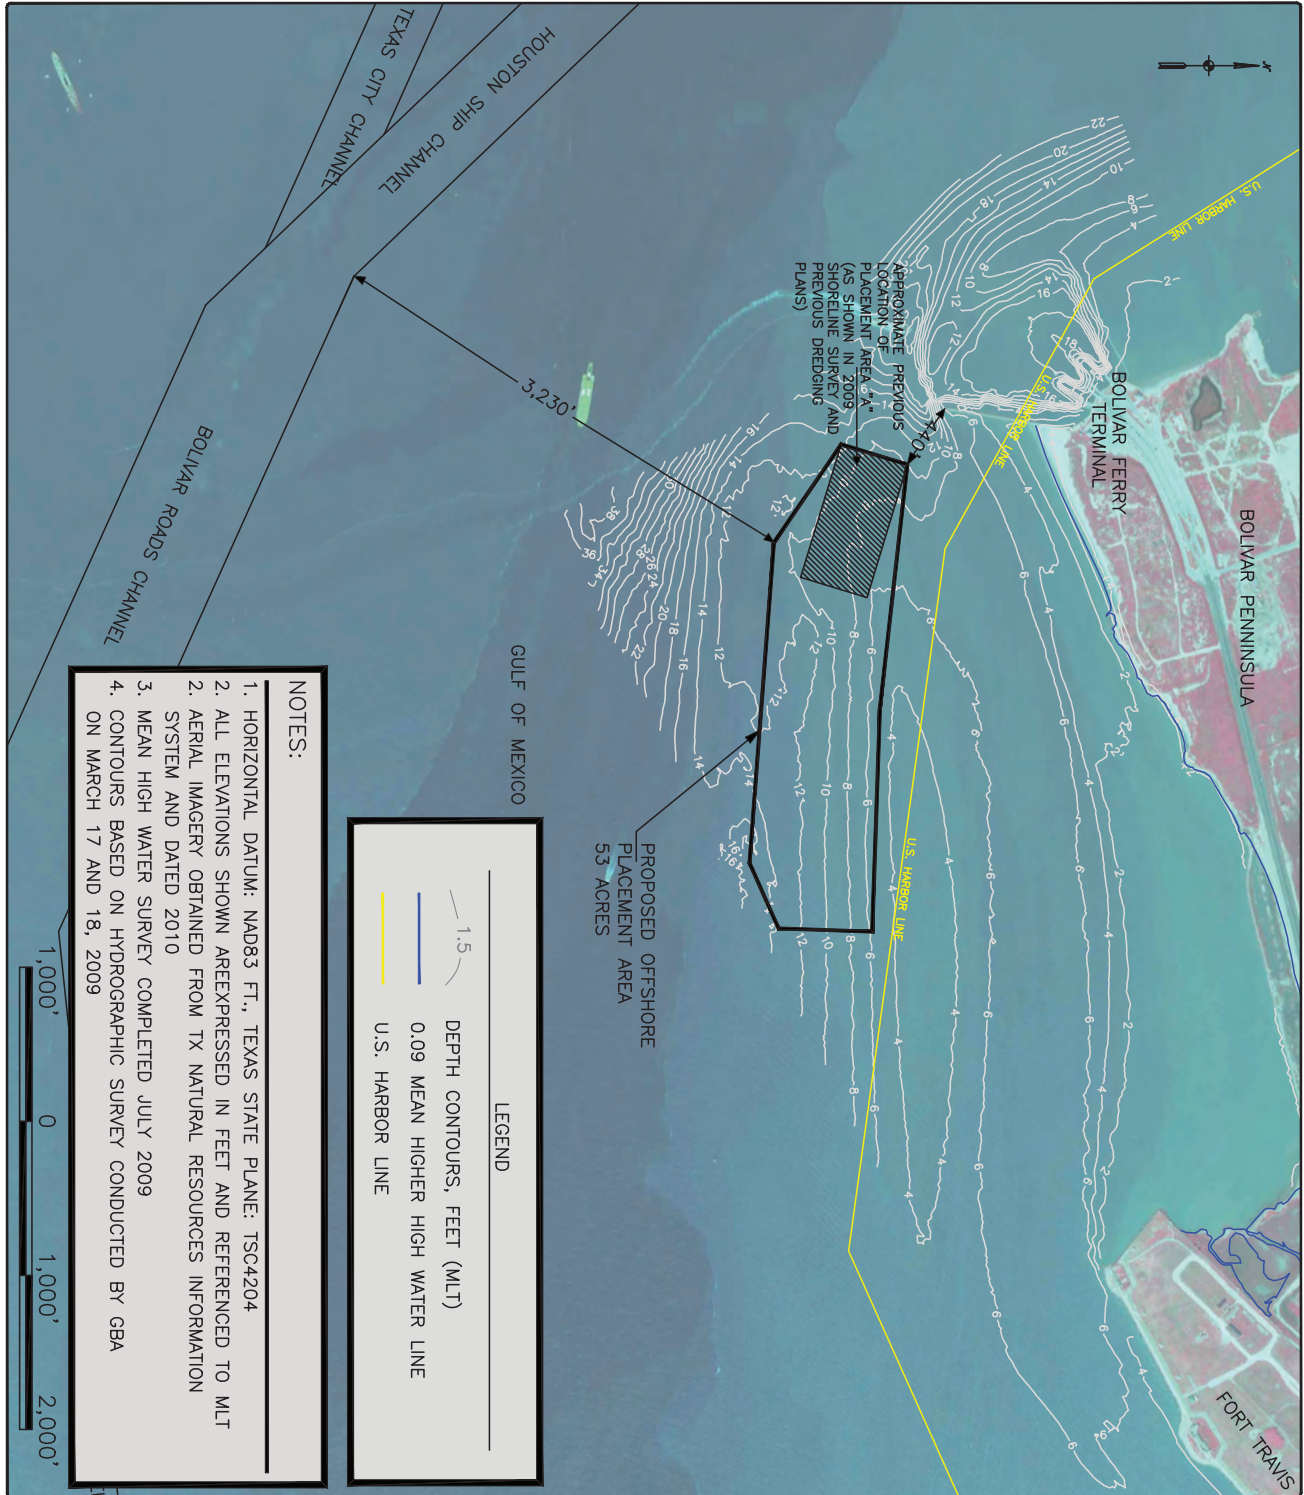 N
TEXAS CITY CHANNEL
HOUSTON SHIP CHANNEL
BOLIVAR ROADS CHANNEL
U.S. HARBOR LINE
U.S. HARBOR LINE
U.S. HARBOR LINE
U.S. HARBOR LINE
BOLIVAR FERRY
TERMINAL
BOLIVAR PENNINSULA
FORT TRAVIS
APPROXIMATE PREVIOUS
LOCATION OF
PLACEMENT AREA "A"
(AS SHOWN IN 2009
SHORELINE SURVEY AND
PREVIOUS DREDGING
PLANS)
440'
3,230'
GULF OF MEXICO
PROPOSED OFFSHORE
PLACEMENT AREA
53 ACRES
LEGEND
1.5 DEPTH CONTOURS, FEET (MLT)
0.09 MEAN HIGHER HIGH WATER LINE
U.S. HARBOR LINE
NOTES:
1. HORIZONTAL DATUM: NAD83 FT., TEXAS STATE PLANE: TSC4204
2. ALL ELEVATIONS SHOWN AREEXPRESSED IN FEET AND REFERENCED TO MLT
2. AERIAL IMAGERY OBTAINED FROM TX NATURAL RESOURCES INFORMATION
SYSTEM AND DATED 2010
3. MEAN HIGH WATER SURVEY COMPLETED JULY 2009
4. CONTOURS BASED ON HYDROGRAPHIC SURVEY CONDUCTED BY GBA
ON MARCH 17 AND 18, 2009
1,000' 0 1,000' 2,000'